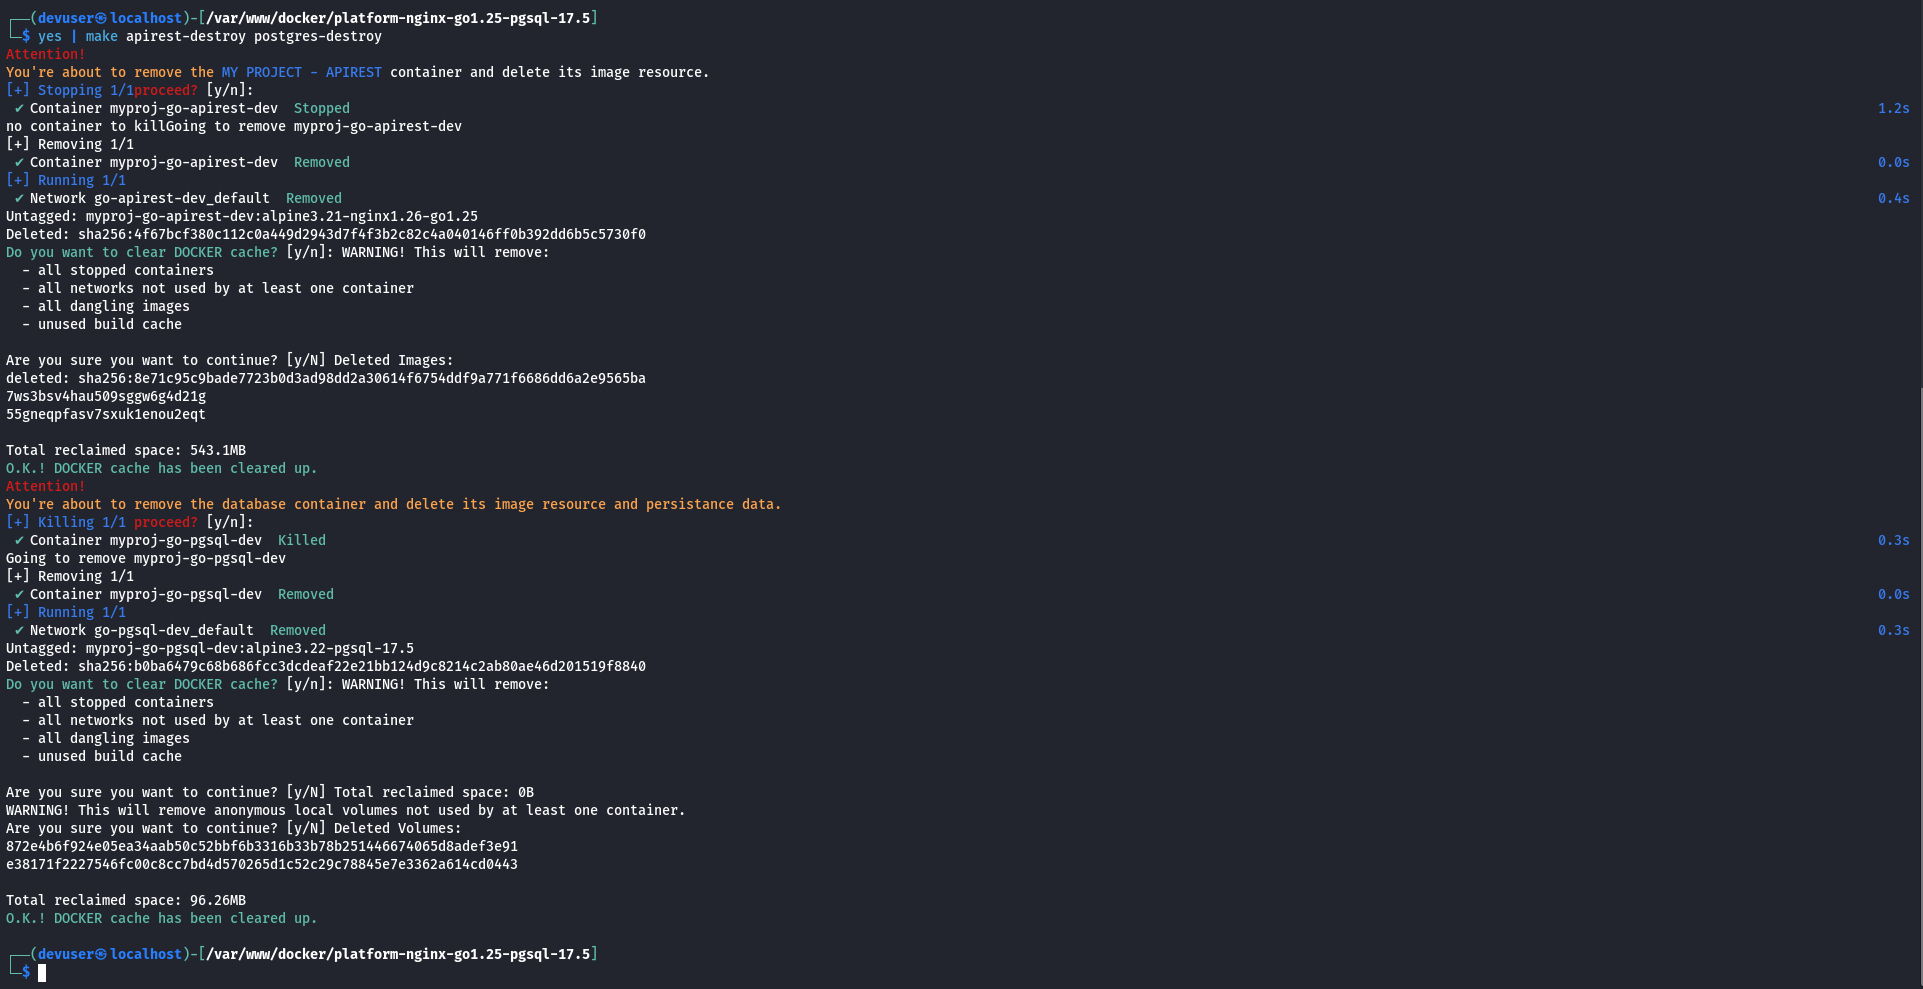 ┌──(devuser㉿localhost)-[/var/www/docker/platform-nginx-go1.25-pgsql-17.5]
└─$ yes | make apirest-destroy postgres-destroy
Attention!
You're about to remove the MY PROJECT - APIREST container and delete its image resource.
[+] Stopping 1/1proceed? [y/n]:
✔ Container myproj-go-apirest-dev  Stopped 1.2s
no container to killGoing to remove myproj-go-apirest-dev
[+] Removing 1/1
✔ Container myproj-go-apirest-dev  Removed 0.0s
[+] Running 1/1
✔ Network go-apirest-dev_default  Removed 0.4s
Untagged: myproj-go-apirest-dev:alpine3.21-nginx1.26-go1.25
Deleted: sha256:4f67bcf380c112c0a449d2943d7f4f3b2c82c4a040146ff0b392dd6b5c5730f0
Do you want to clear DOCKER cache? [y/n]: WARNING! This will remove:
- all stopped containers
- all networks not used by at least one container
- all dangling images
- unused build cache
Are you sure you want to continue? [y/N] Deleted Images:
deleted: sha256:8e71c95c9bade7723b0d3ad98dd2a30614f6754ddf9a771f6686dd6a2e9565ba
7ws3bsv4hau509sggw6g4d21g
55gneqpfasv7sxuk1enou2eqt
Total reclaimed space: 543.1MB
O.K.! DOCKER cache has been cleared up.
Attention!
You're about to remove the database container and delete its image resource and persistance data.
[+] Killing 1/1 proceed? [y/n]:
✔ Container myproj-go-pgsql-dev  Killed 0.3s
Going to remove myproj-go-pgsql-dev
[+] Removing 1/1
✔ Container myproj-go-pgsql-dev  Removed 0.0s
[+] Running 1/1
✔ Network go-pgsql-dev_default  Removed 0.3s
Untagged: myproj-go-pgsql-dev:alpine3.22-pgsql-17.5
Deleted: sha256:b0ba6479c68b686fcc3dcdeaf22e21bb124d9c8214c2ab80ae46d201519f8840
Do you want to clear DOCKER cache? [y/n]: WARNING! This will remove:
- all stopped containers
- all networks not used by at least one container
- all dangling images
- unused build cache
Are you sure you want to continue? [y/N] Total reclaimed space: 0B
WARNING! This will remove anonymous local volumes not used by at least one container.
Are you sure you want to continue? [y/N] Deleted Volumes:
872e4b6f924e05ea34aab50c52bbf6b3316b33b78b251446674065d8adef3e91
e38171f2227546fc00c8cc7bd4d570265d1c52c29c78845e7e3362a614cd0443
Total reclaimed space: 96.26MB
O.K.! DOCKER cache has been cleared up.
┌──(devuser㉿localhost)-[/var/www/docker/platform-nginx-go1.25-pgsql-17.5]
└─$